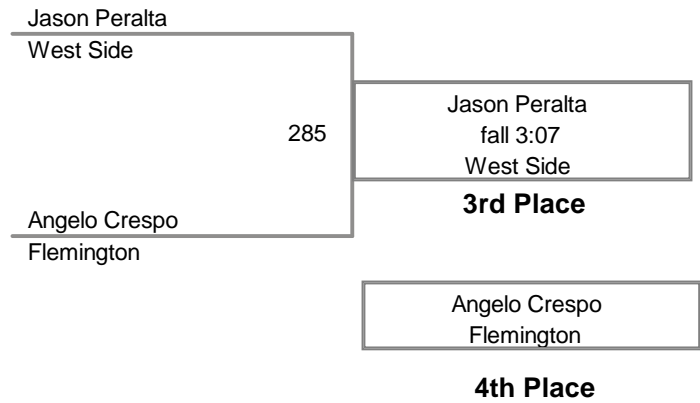 Jason Peralta
West Side
285
Jason Peralta
fall 3:07
West Side
3rd Place
Angelo Crespo
Flemington
Angelo Crespo
Flemington
4th Place